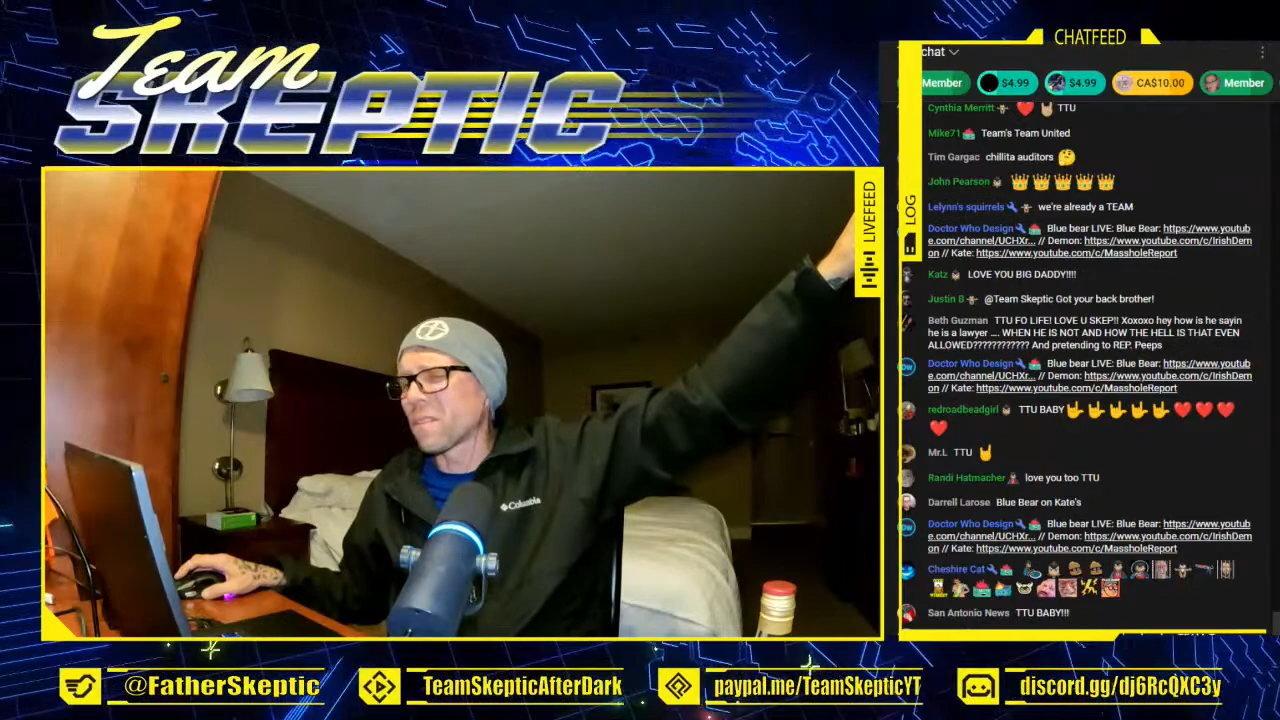 Team
SKEPTIC
CHATFEED
LIVEFEED
LOG
Columbia
chat
Member
$4.99
$4.99
CA$10.00
Member
Cynthia Merritt TTU
Mike71 Team's Team United
Tim Gargac chillita auditors
John Pearson
Lelynn's squirrels we're already a TEAM
Doctor Who Design Blue bear LIVE: Blue Bear: https://www.youtub
e.com/channel/UCHXr... // Demon: https://www.youtube.com/c/IrishDem
on // Kate: https://www.youtube.com/c/MassholeReport
Katz LOVE YOU BIG DADDY!!!!
Justin B @Team Skeptic Got your back brother!
Beth Guzman TTU FO LIFE! LOVE U SKEP!! Xoxoxo hey how is he sayin
he is a lawyer .... WHEN HE IS NOT AND HOW THE HELL IS THAT EVEN
ALLOWED???????????? And pretending to REP. Peeps
Doctor Who Design Blue bear LIVE: Blue Bear: https://www.youtub
e.com/channel/UCHXr... // Demon: https://www.youtube.com/c/IrishDem
on // Kate: https://www.youtube.com/c/MassholeReport
redroadbeadgirl TTU BABY
Mr.L TTU
Randi Hatmacher love you too TTU
Darrell Larose Blue Bear on Kate's
Doctor Who Design Blue bear LIVE: Blue Bear: https://www.youtub
e.com/channel/UCHXr... // Demon: https://www.youtube.com/c/IrishDem
on // Kate: https://www.youtube.com/c/MassholeReport
Cheshire Cat
San Antonio News TTU BABY!!!
@FatherSkeptic
TeamSkepticAfterDark
paypal.me/TeamSkepticYT
discord.gg/dj6RcQXC3y